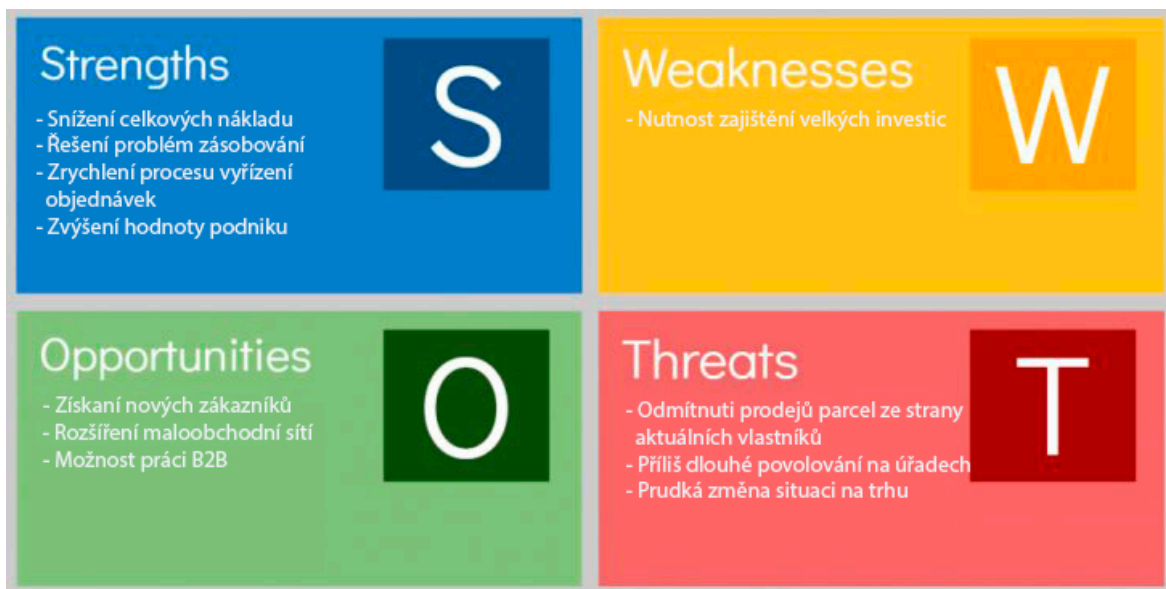 Strengths
S
- Snížení celkových nákladu
- Řešení problém zásobování
- Zrychlení procesu vyřízení
objednávek
- Zvýšení hodnoty podniku
Weaknesses
W
- Nutnost zajištění velkých investic
Opportunities
O
- Získaní nových zákazníků
- Rozšíření maloobchodní sítí
- Možnost práci B2B
Threats
T
- Odmítnuti prodejů parcel ze strany
aktuálních vlastníků
- Příliš dlouhé povolování na úřadech
- Prudká změna situaci na trhu